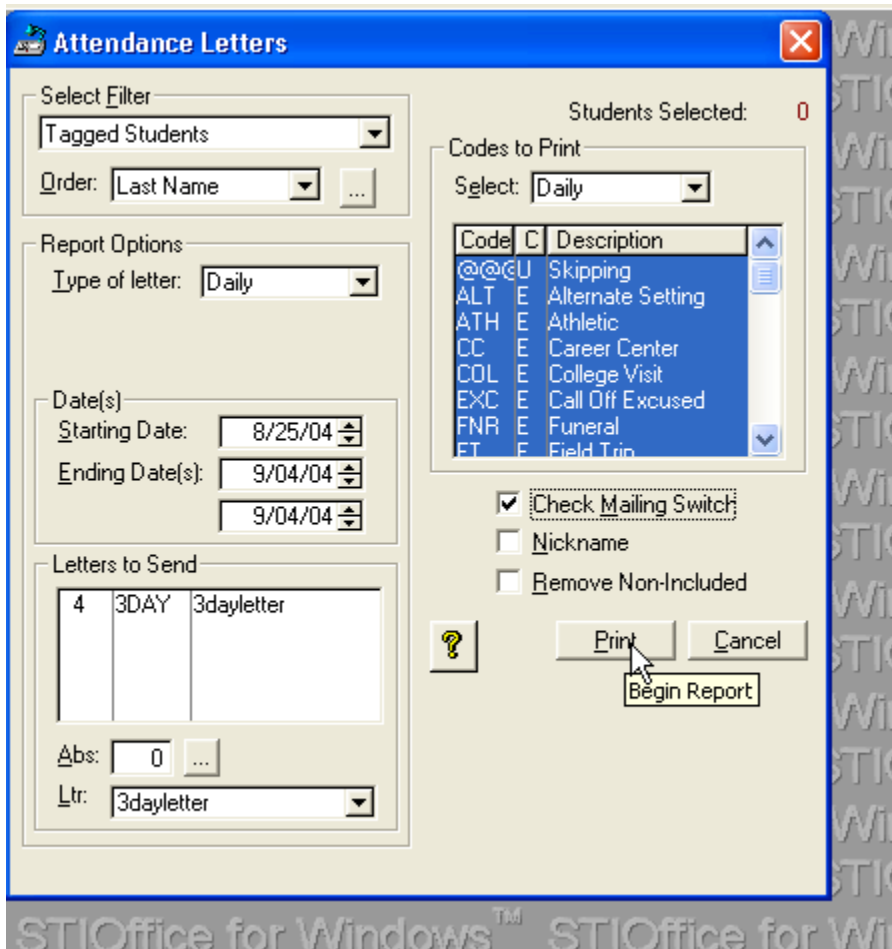 Attendance Letters
Select Filter
Tagged Students
Order: Last Name ...
Students Selected: 0
Codes to Print
Select: Daily
Code C Description
@@@ U Skipping
ALT E Alternate Setting
ATH E Athletic
CC E Career Center
COL E College Visit
EXC E Call Off Excused
FNR E Funeral
FT E Field Trip
Report Options
Type of letter: Daily
Date(s)
Starting Date: 8/25/04
Ending Date(s): 9/04/04
9/04/04
Letters to Send
4 3DAY 3dayletter
Abs: 0 ...
Ltr: 3dayletter
Check Mailing Switch
Nickname
Remove Non-Included
? Print Cancel
Begin Report
STIOffice for Windows™ STIOffice for Wi